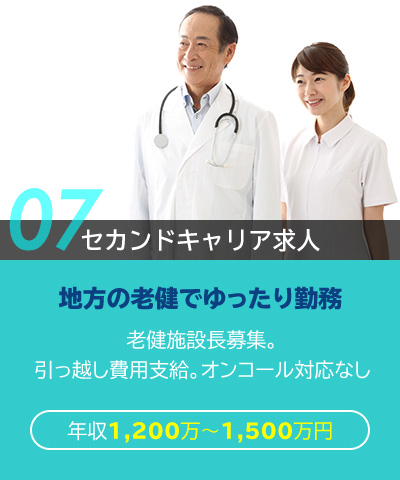 07
セカンドキャリア求人
地方の老健でゆったり勤務
老健施設長募集。
引っ越し費用支給。オンコール対応なし
年収1,200万～1,500万円